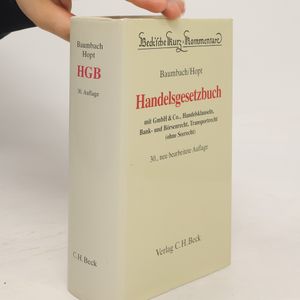 Baumbach
Hopt
HGB
30. Auflage
C.H. Beck
Beck'sche Kurz-Kommentare
Baumbach/Hopt
Handelsgesetzbuch
mit GmbH & Co., Handelsklauseln,
Bank- und Börsenrecht, Transportrecht
(ohne Seerecht)
30., neu bearbeitete Auflage
Verlag C.H. Beck